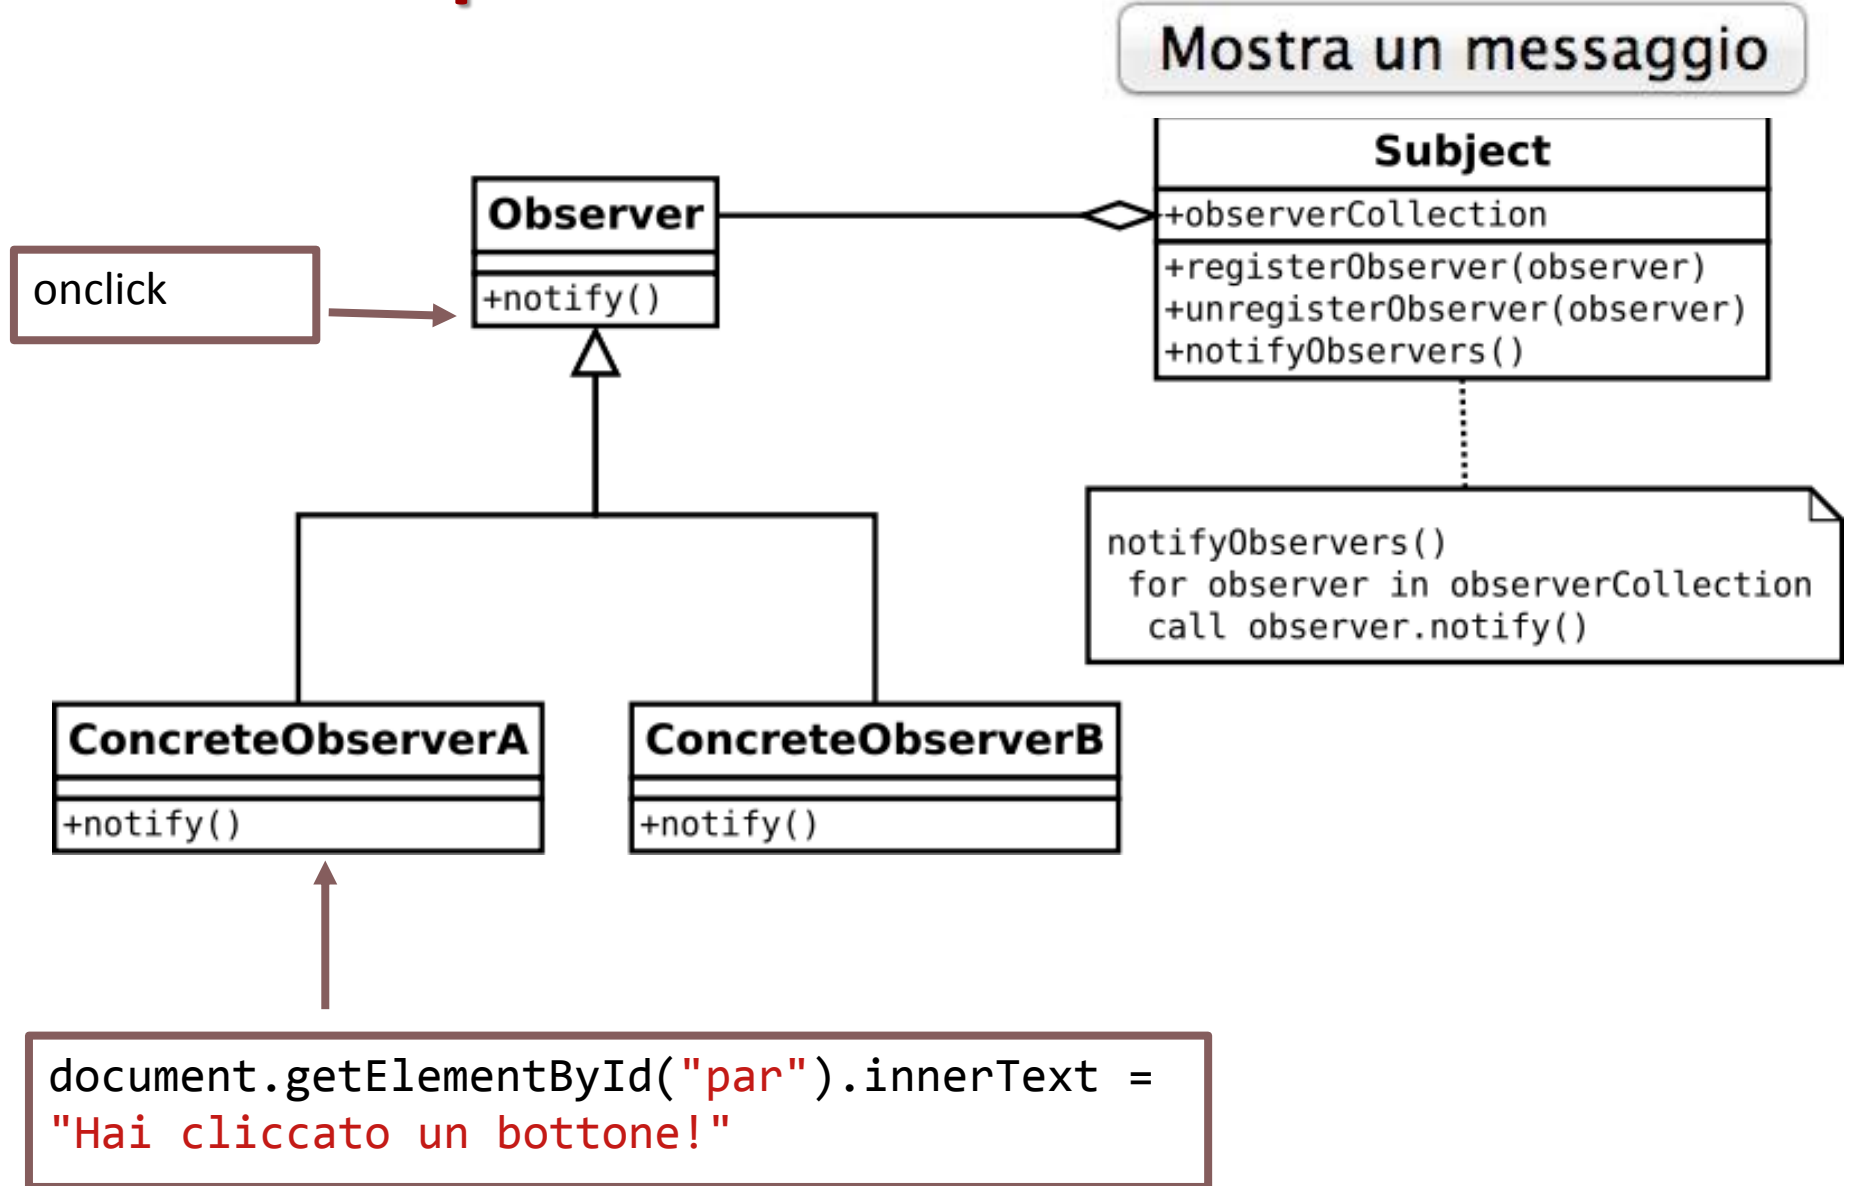 Mostra un messaggio
Subject
+observerCollection
+registerObserver(observer)
+unregisterObserver(observer)
+notifyObservers()
Observer
+notify()
onclick
notifyObservers()
for observer in observerCollection
call observer.notify()
ConcreteObserverA
+notify()
ConcreteObserverB
+notify()
document.getElementById("par").innerText =
"Hai cliccato un bottone!"